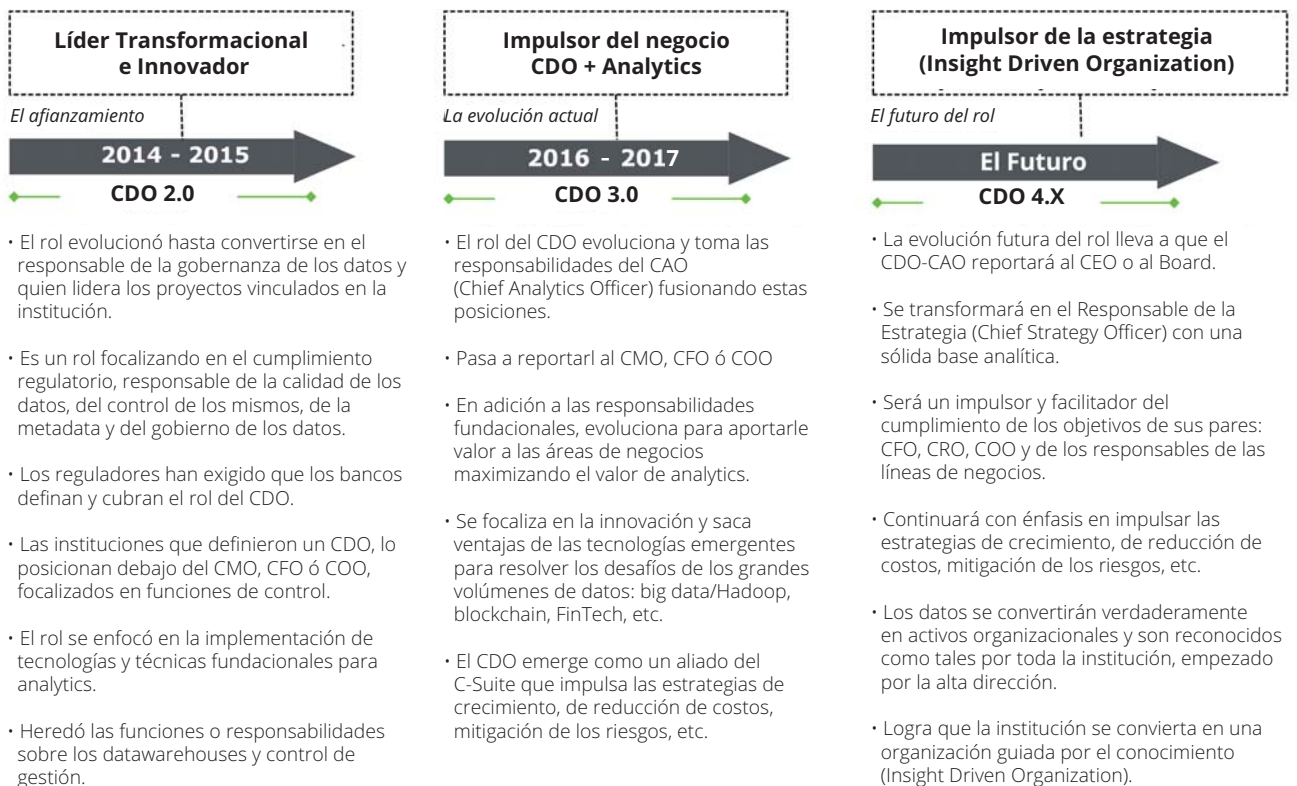 Líder Transformacional
e Innovador
El afianzamiento
2014 - 2015
CDO 2.0
· El rol evolucionó hasta convertirse en el
responsable de la gobernanza de los datos y
quien lidera los proyectos vinculados en la
institución.
· Es un rol focalizando en el cumplimiento
regulatorio, responsable de la calidad de los
datos, del control de los mismos, de la
metadata y del gobierno de los datos.
· Los reguladores han exigido que los bancos
definan y cubran el rol del CDO.
· Las instituciones que definieron un CDO, lo
posicionan debajo del CMO, CFO ó COO,
focalizados en funciones de control.
· El rol se enfocó en la implementación de
tecnologías y técnicas fundacionales para
analytics.
· Heredó las funciones o responsabilidades
sobre los datawarehouses y control de
gestión.
Impulsor del negocio
CDO + Analytics
La evolución actual
2016 - 2017
CDO 3.0
· El rol del CDO evoluciona y toma las
responsabilidades del CAO
(Chief Analytics Officer) fusionando estas
posiciones.
· Pasa a reportarl al CMO, CFO ó COO
· En adición a las responsabilidades
fundacionales, evoluciona para aportarle
valor a las áreas de negocios
maximizando el valor de analytics.
· Se focaliza en la innovación y saca
ventajas de las tecnologías emergentes
para resolver los desafíos de los grandes
volúmenes de datos: big data/Hadoop,
blockchain, FinTech, etc.
· El CDO emerge como un aliado del
C-Suite que impulsa las estrategias de
crecimiento, de reducción de costos,
mitigación de los riesgos, etc.
Impulsor de la estrategia
(Insight Driven Organization)
El futuro del rol
El Futuro
CDO 4.X
· La evolución futura del rol lleva a que el
CDO-CAO reportará al CEO o al Board.
· Se transformará en el Responsable de la
Estrategia (Chief Strategy Officer) con una
sólida base analítica.
· Será un impulsor y facilitador del
cumplimiento de los objetivos de sus pares:
CFO, CRO, COO y de los responsables de las
líneas de negocios.
· Continuará con énfasis en impulsar las
estrategias de crecimiento, de reducción de
costos, mitigación de los riesgos, etc.
· Los datos se convertirán verdaderamente
en activos organizacionales y son reconocidos
como tales por toda la institución, empezado
por la alta dirección.
· Logra que la institución se convierta en una
organización guiada por el conocimiento
(Insight Driven Organization).